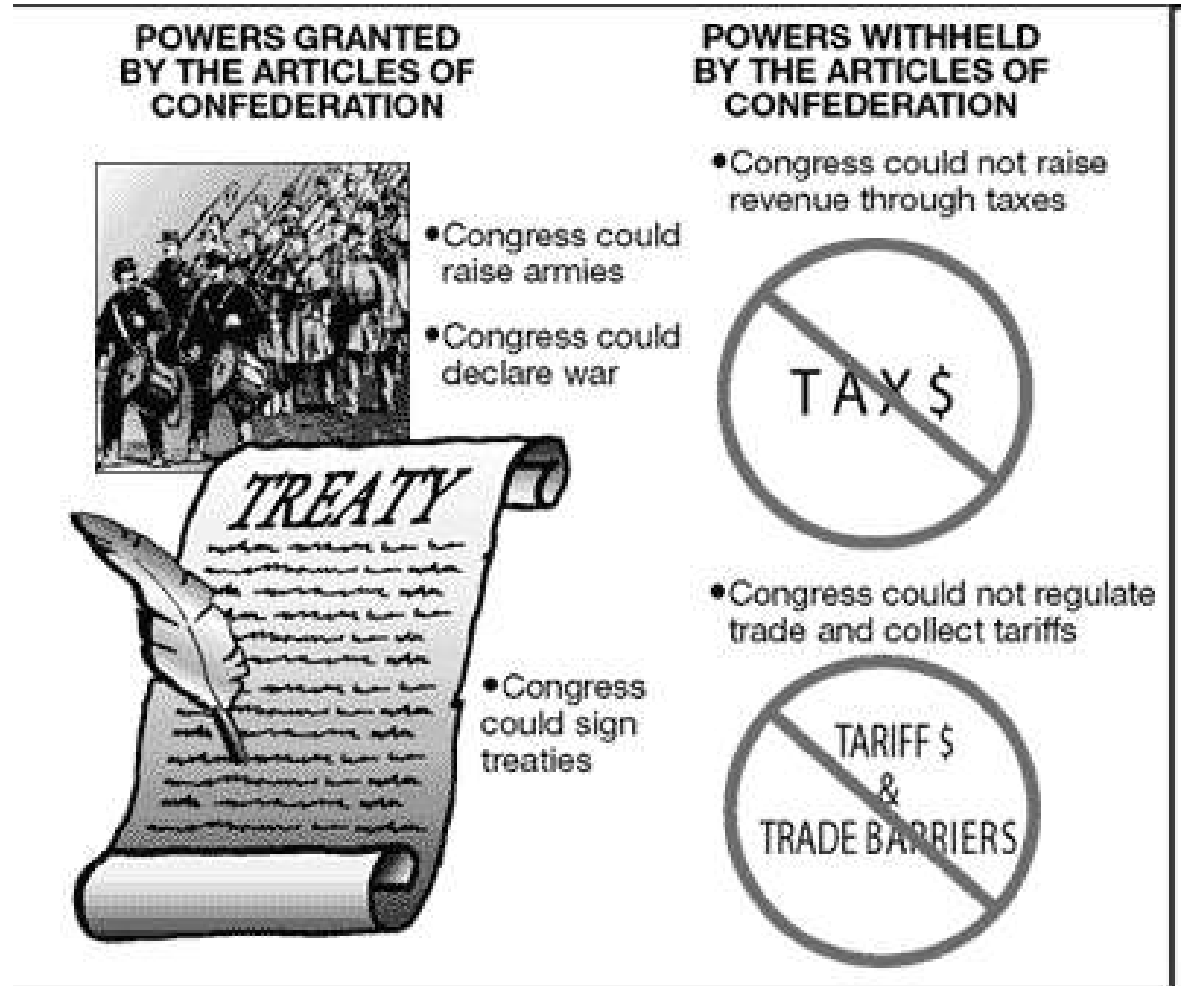 POWERS GRANTED
BY THE ARTICLES OF
CONFEDERATION
•Congress could
raise armies
•Congress could
declare war
TREATY
•Congress
could sign
treaties
POWERS WITHHELD
BY THE ARTICLES OF
CONFEDERATION
•Congress could not raise
revenue through taxes
TAX $
•Congress could not regulate
trade and collect tariffs
TARIFF $
&
TRADE BARRIERS